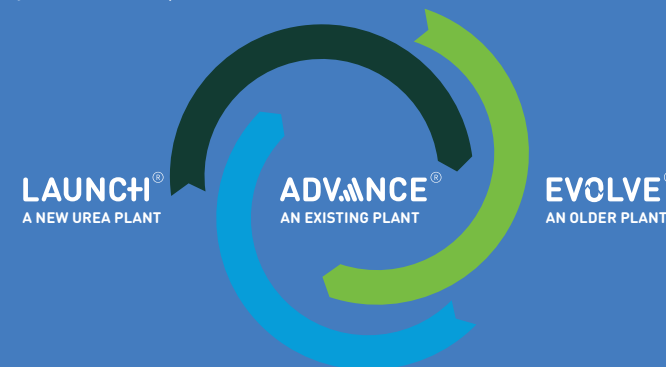 LAUNCH®
A NEW UREA PLANT
ADVANCE®
AN EXISTING PLANT
EVOLVE®
AN OLDER PLANT